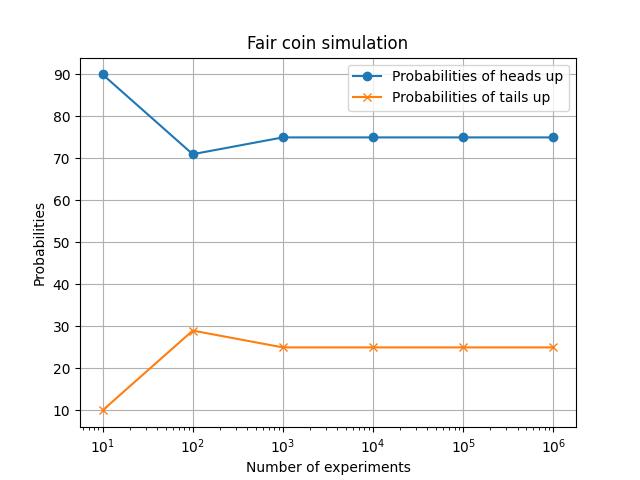 Fair coin simulation
Probabilities of heads up
Probabilities of tails up
90
80
70
60
50
40
30
20
10
Probabilities
10¹ 10² 10³ 10⁴ 10⁵ 10⁶
Number of experiments